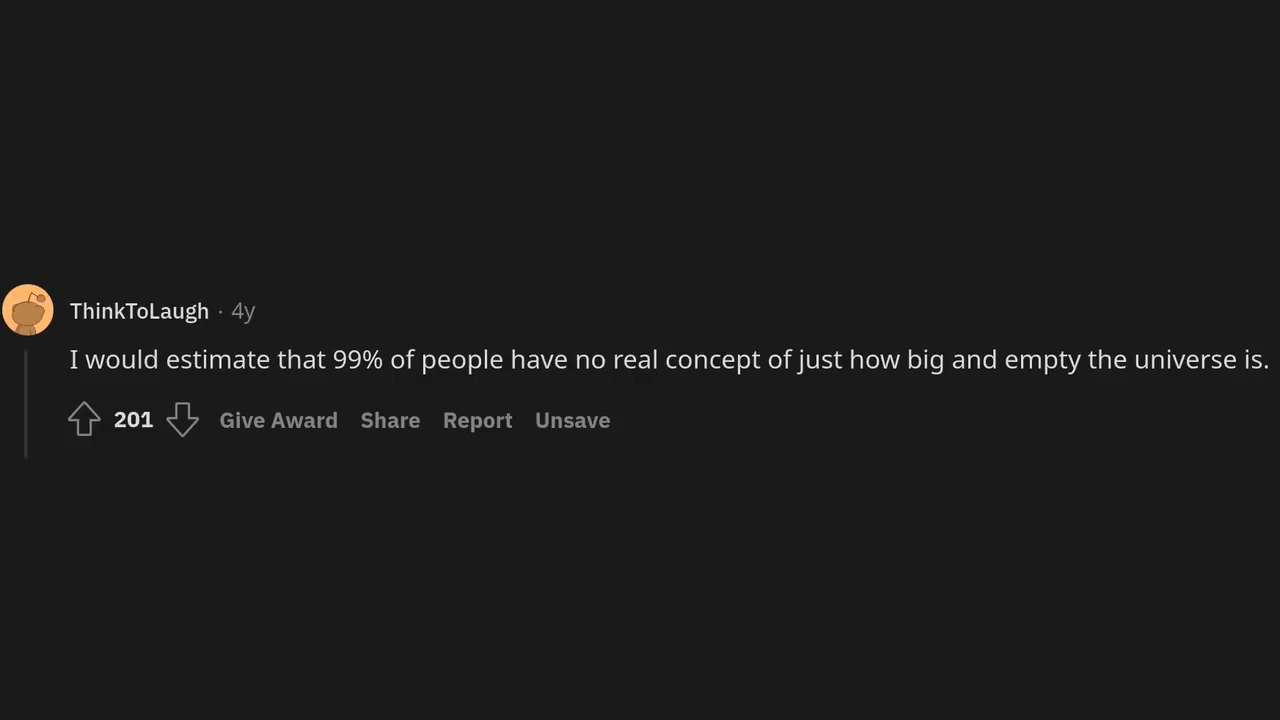 ThinkToLaugh · 4y
I would estimate that 99% of people have no real concept of just how big and empty the universe is.
201 Give Award Share Report Unsave